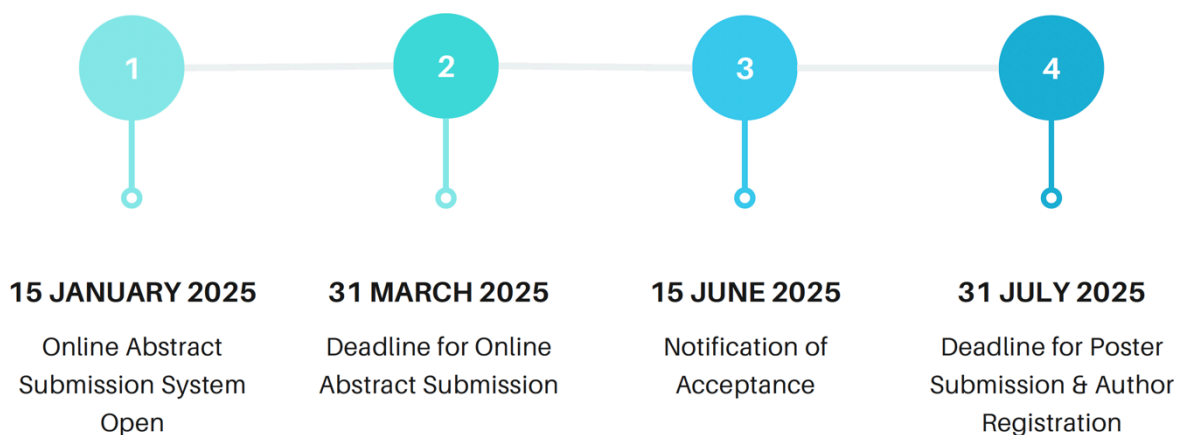 1
2
3
4
15 JANUARY 2025
Online Abstract
Submission System
Open
31 MARCH 2025
Deadline for Online
Abstract Submission
15 JUNE 2025
Notification of
Acceptance
31 JULY 2025
Deadline for Poster
Submission & Author
Registration